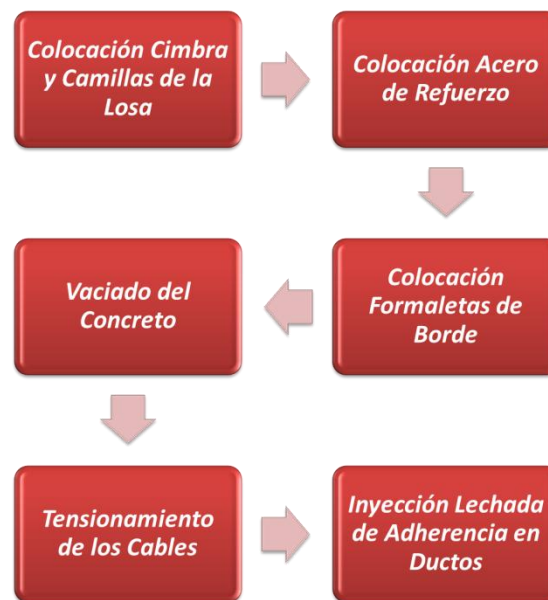 Colocación Cimbra
y Camillas de la
Losa
Colocación Acero
de Refuerzo
Colocación
Formaletas de
Borde
Vaciado del
Concreto
Tensionamiento
de los Cables
Inyección Lechada
de Adherencia en
Ductos